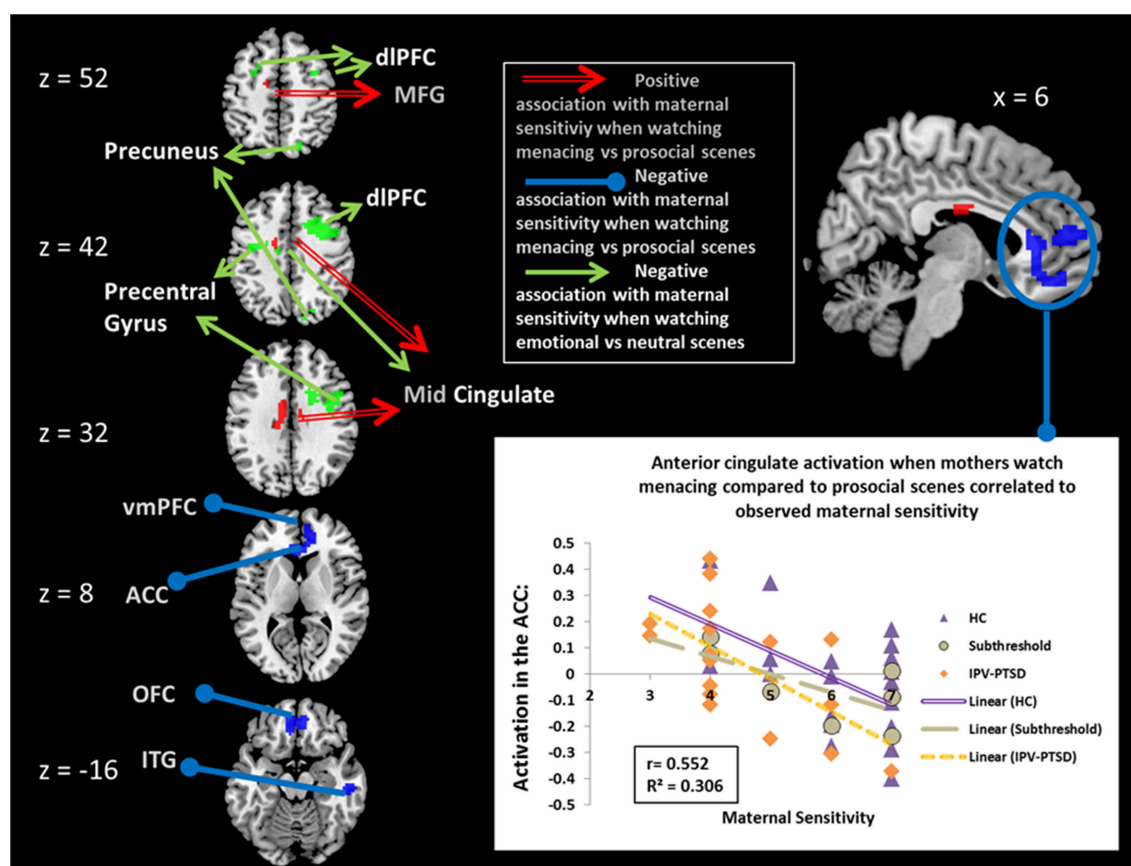 z = 52
dlPFC
MFG
Precuneus
z = 42
dlPFC
Precentral
Gyrus
z = 32
Mid Cingulate
vmPFC
z = 8
ACC
OFC
z = -16
ITG
Positive
association with maternal
sensitiviy when watching
menacing vs prosocial scenes
Negative
association with maternal
sensitivity when watching
menacing vs prosocial scenes
Negative
association with maternal
sensitivity when watching
emotional vs neutral scenes
x = 6
Anterior cingulate activation when mothers watch
menacing compared to prosocial scenes correlated to
observed maternal sensitivity
Activation in the ACC:
0.5
0.4
0.3
0.2
0.1
0
-0.1
-0.2
-0.3
-0.4
-0.5
2 3 4 5 6 7
Maternal Sensitivity
r= 0.552
R² = 0.306
HC
Subthreshold
IPV-PTSD
Linear (HC)
Linear (Subthreshold)
Linear (IPV-PTSD)